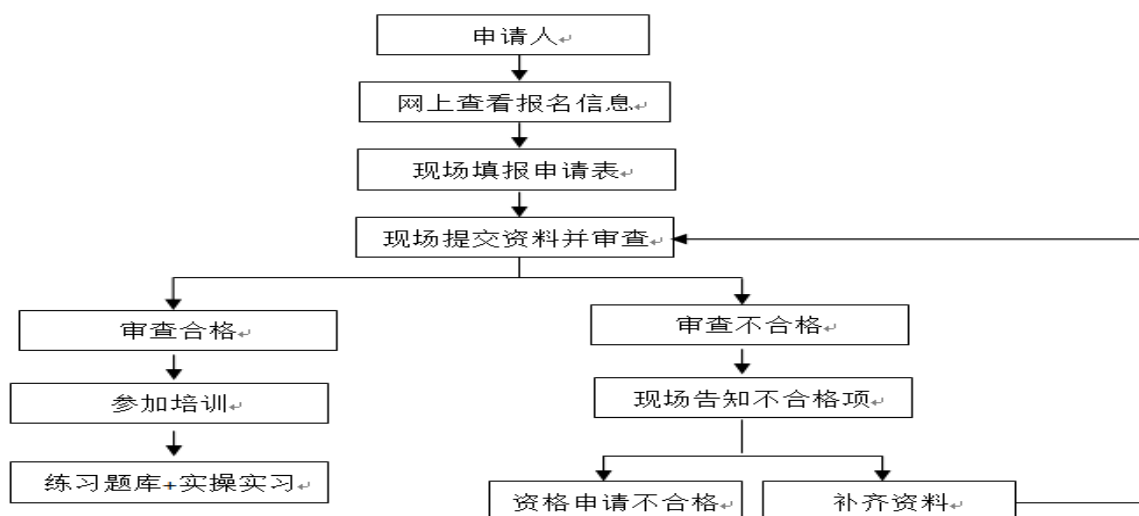 申请人
网上查看报名信息
现场填报申请表
现场提交资料并审查
审查合格
审查不合格
参加培训
现场告知不合格项
练习题库+实操实习
资格申请不合格
补齐资料